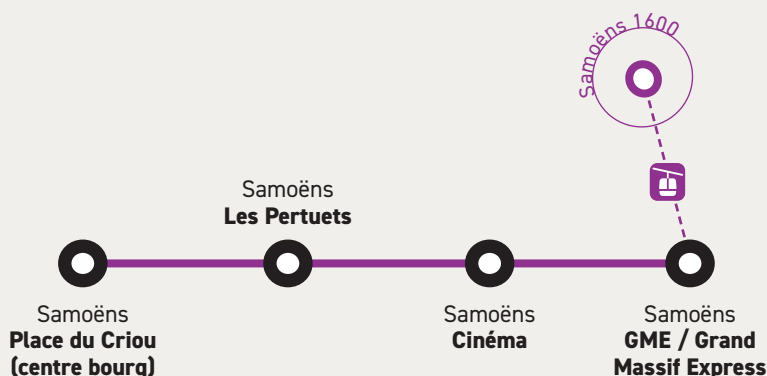 Samoëns 1600
Samoëns
Les Pertuets
Samoëns
Place du Criou
(centre bourg)
Samoëns
Cinéma
Samoëns
GME / Grand
Massif Express